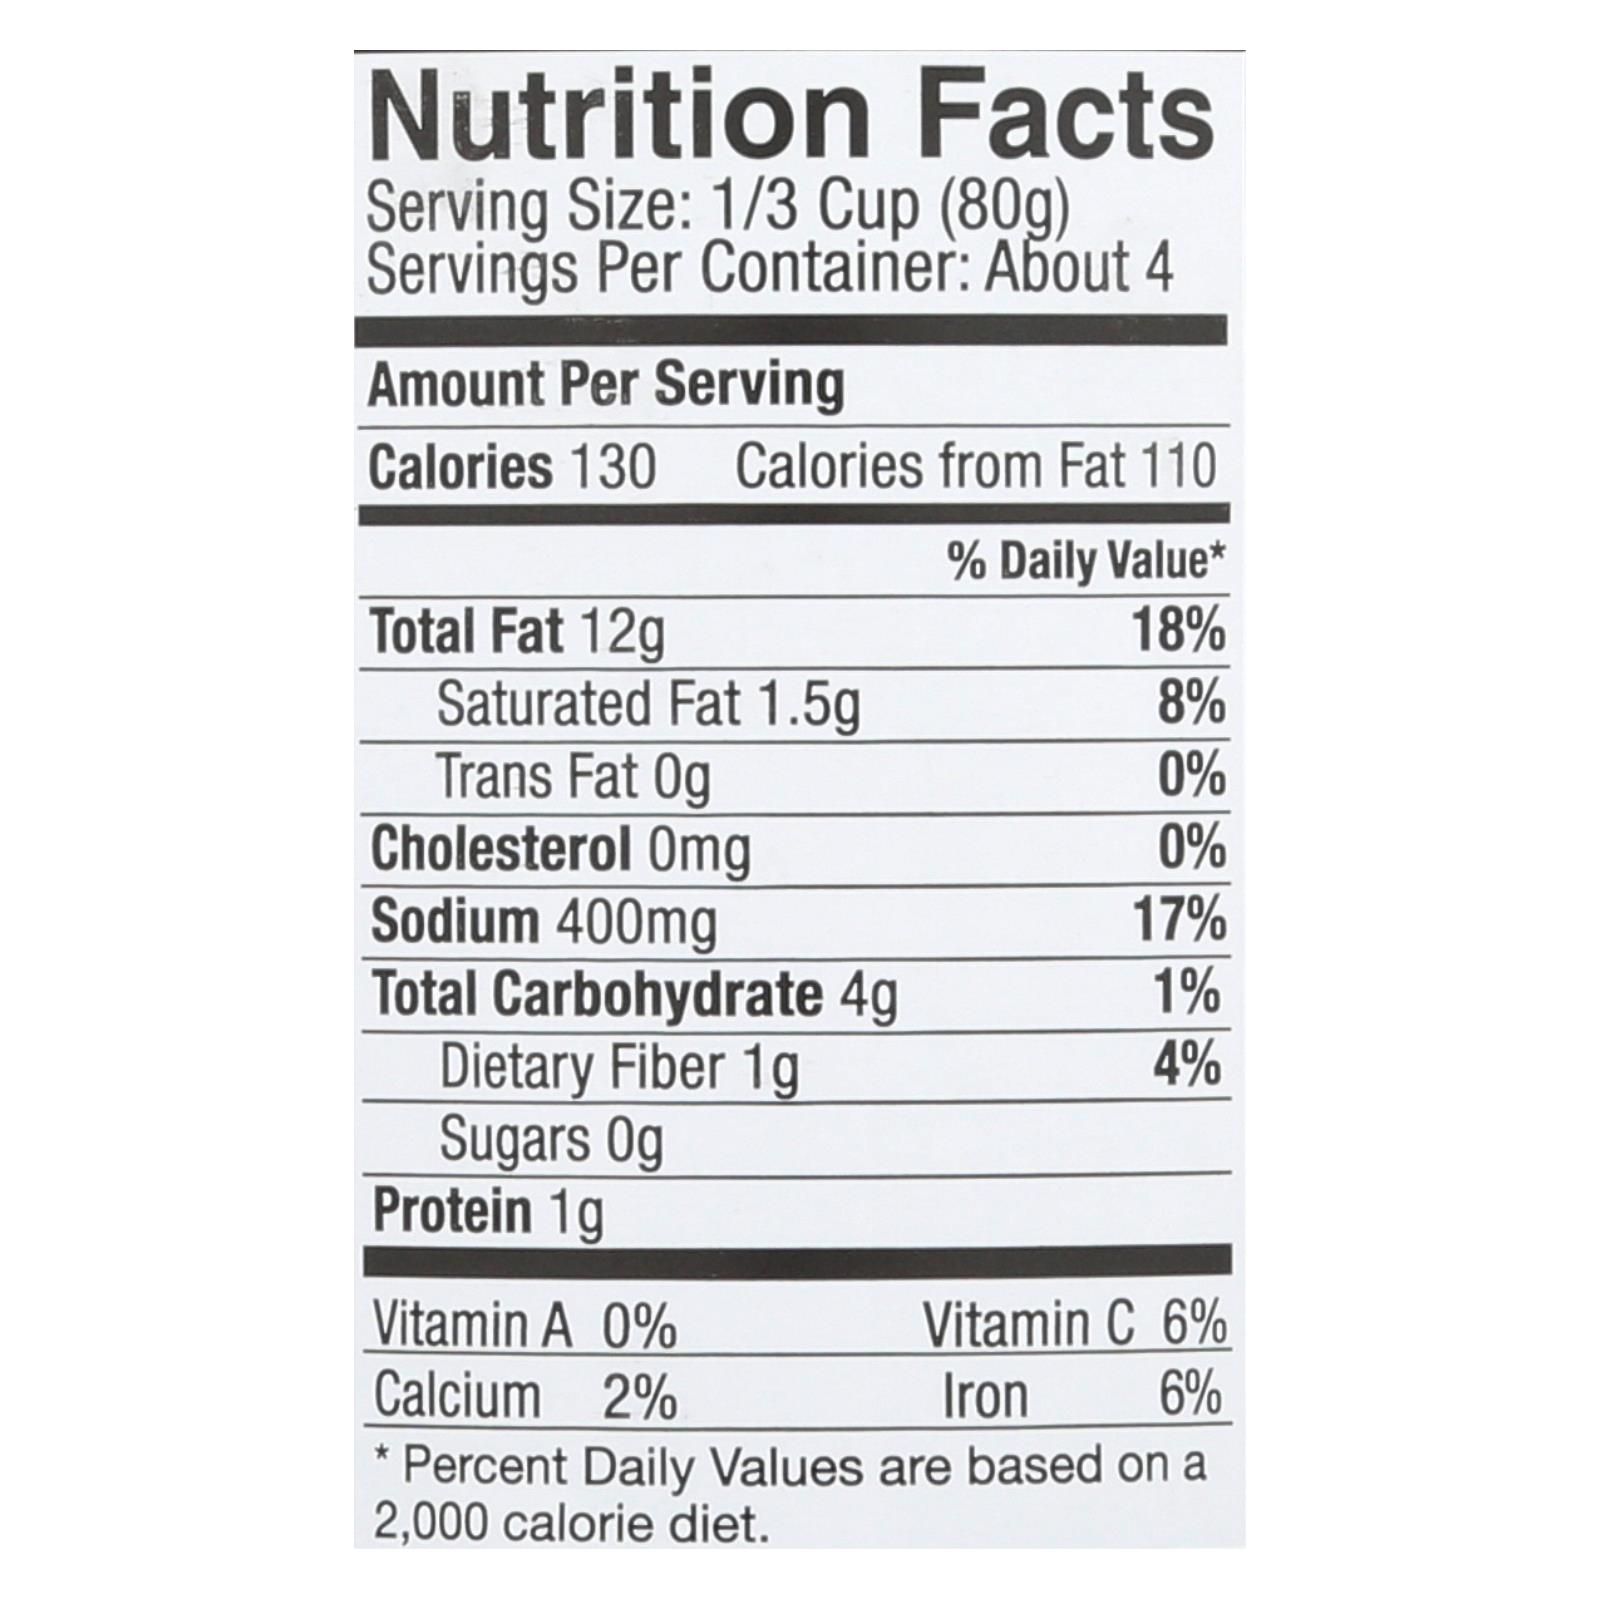 Nutrition Facts
Serving Size: 1/3 Cup (80g)
Servings Per Container: About 4
Amount Per Serving
Calories 130 Calories from Fat 110
% Daily Value*
Total Fat 12g 18%
Saturated Fat 1.5g 8%
Trans Fat 0g 0%
Cholesterol 0mg 0%
Sodium 400mg 17%
Total Carbohydrate 4g 1%
Dietary Fiber 1g 4%
Sugars 0g
Protein 1g
Vitamin A 0% Vitamin C 6%
Calcium 2% Iron 6%
* Percent Daily Values are based on a
2,000 calorie diet.